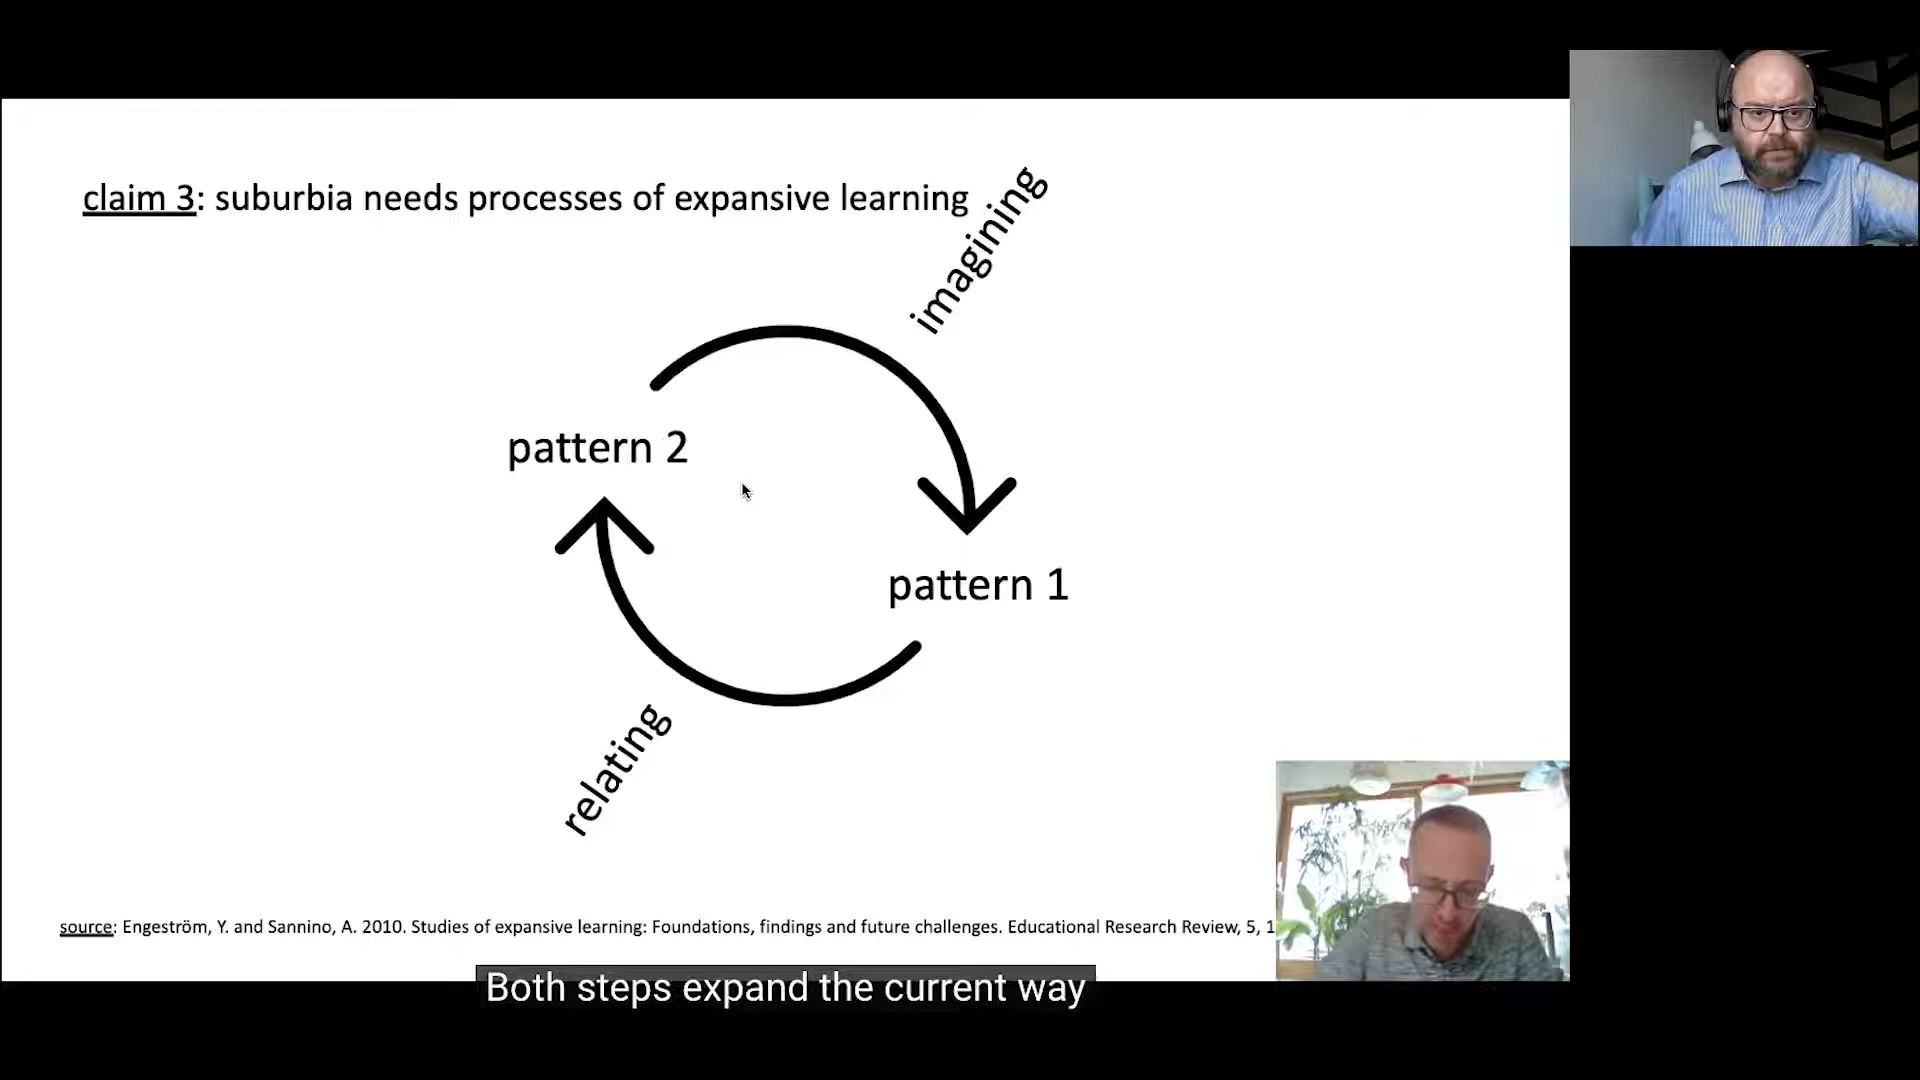 claim 3: suburbia needs processes of expansive learning
imagining
pattern 2
pattern 1
relating
source: Engeström, Y. and Sannino, A. 2010. Studies of expansive learning: Foundations, findings and future challenges. Educational Research Review, 5, 1
Both steps expand the current way